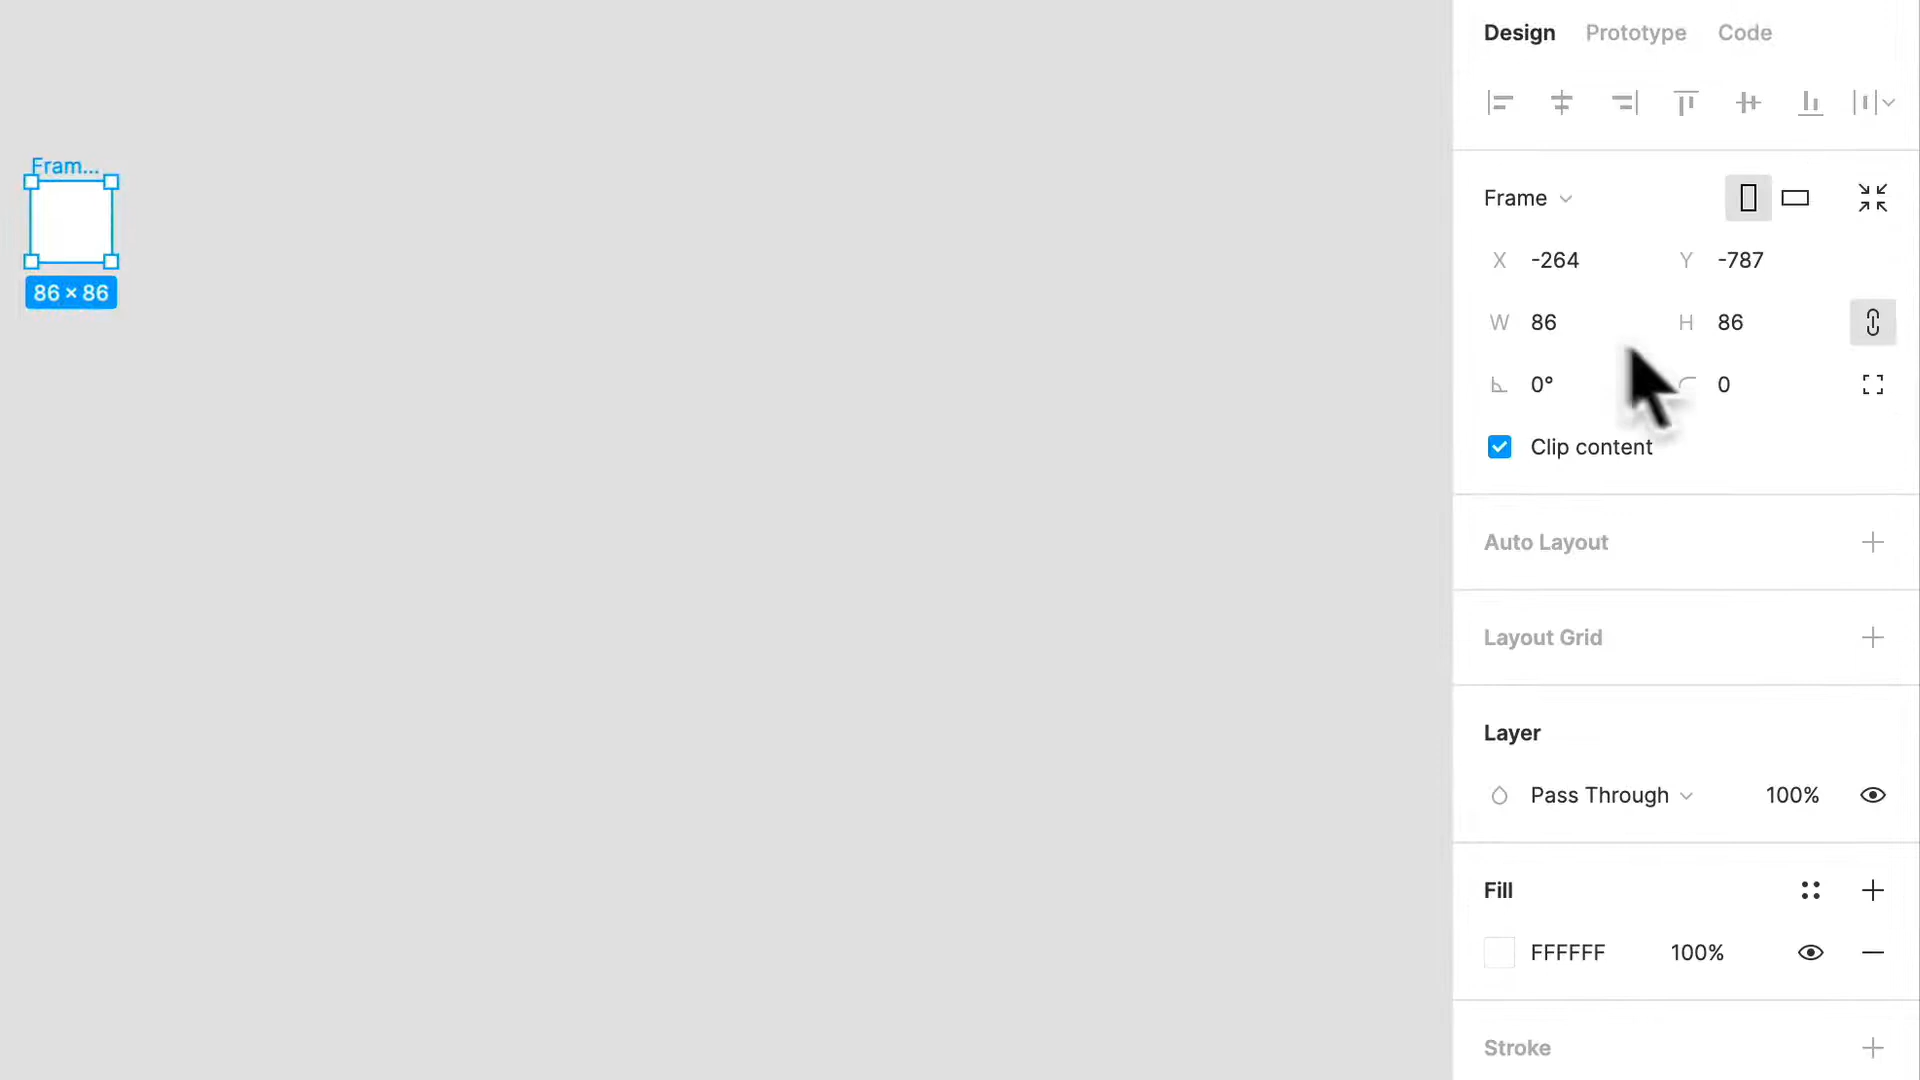 Design Prototype Code
Fram...
86 × 86
Frame
X -264 Y -787
W 86 H 86
0° 0
Clip content
Auto Layout
Layout Grid
Layer
Pass Through 100%
Fill
FFFFFF 100%
Stroke